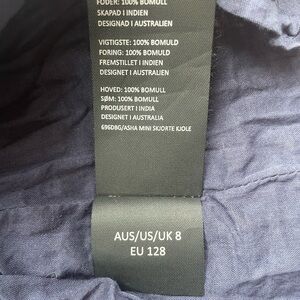 FODER: 100% BOMULL
SKAPAD I INDIEN
DESIGNAD I AUSTRALIEN
VIGTIGSTE: 100% BOMULD
FORING: 100% BOMULD
FREMSTILLET I INDIEN
DESIGNET I AUSTRALIEN
HOVED: 100% BOMULL
SØM: 100% BOMULL
PRODUSERT I INDIA
DESIGNET I AUSTRALIA
696DBG/ASHA MINI SKJORTE KJOLE
AUS/US/UK 8
EU 128